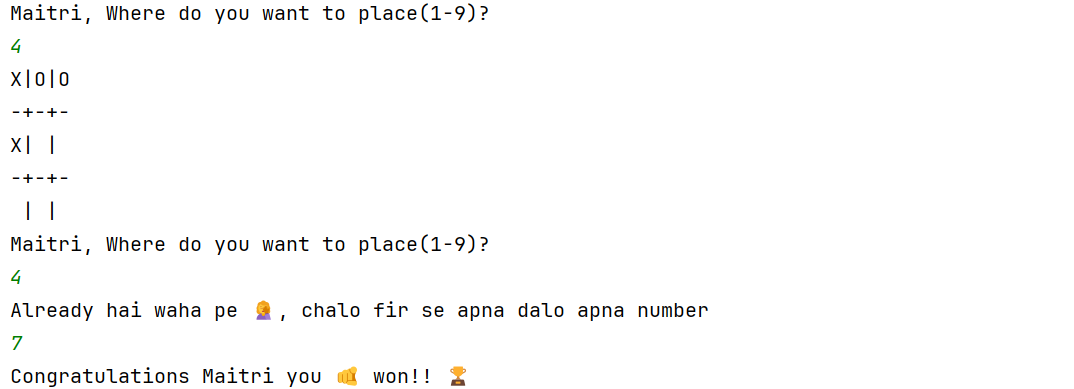 Maitri, Where do you want to place(1-9)?
4
X|O|O
-+-+-
X| |
-+-+-
 | |
Maitri, Where do you want to place(1-9)?
4
Already hai waha pe 🤦, chalo fir se apna dalo apna number
7
Congratulations Maitri you 🫵 won!! 🏆